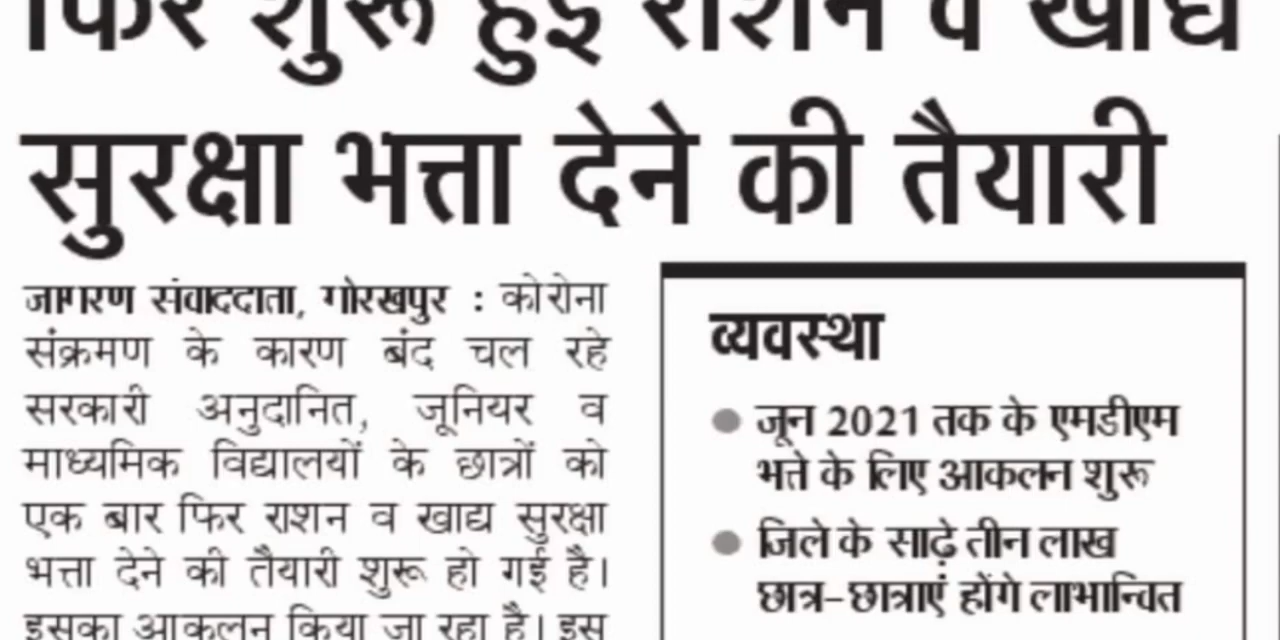 फिर शुरू हुई राशन व खाद्य
सुरक्षा भत्ता देने की तैयारी
जागरण संवाददाता, गोरखपुर : कोरोना
संक्रमण के कारण बंद चल रहे
सरकारी अनुदानित, जूनियर व
माध्यमिक विद्यालयों के छात्रों को
एक बार फिर राशन व खाद्य सुरक्षा
भत्ता देने की तैयारी शुरू हो गई है।
इसका आकलन किया जा रहा है। इस
व्यवस्था
जून 2021 तक के एमडीएम
भत्ते के लिए आकलन शुरू
जिले के साढ़े तीन लाख
छात्र-छात्राएं होंगे लाभान्वित